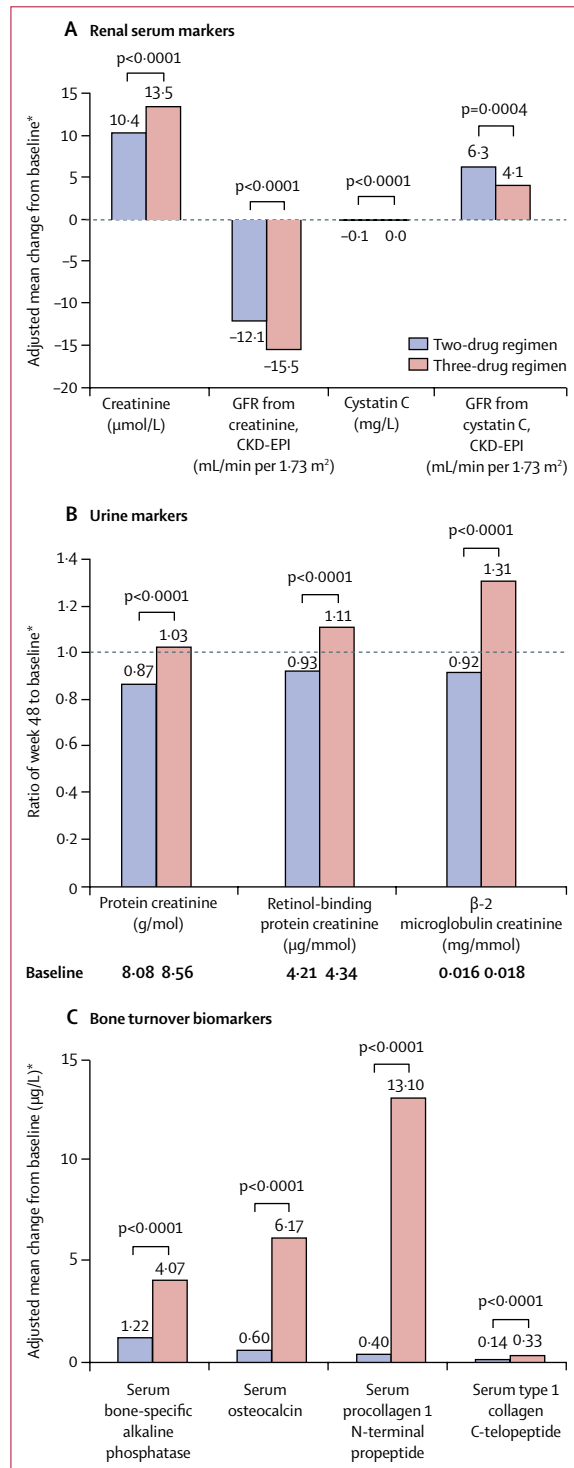 A Renal serum markers
p<0·0001
p=0·0004
p<0·0001 p<0·0001
15
10
5
0
−5
−10
−15
−20
Adjusted mean change from baseline*
10·4
13·5
−12·1
−15·5
−0·1
0·0
6·3
4·1
Two-drug regimen
Three-drug regimen
Creatinine
(µmol/L)
GFR from
creatinine,
CKD-EPI
(mL/min per 1·73 m²)
Cystatin C
(mg/L)
GFR from
cystatin C,
CKD-EPI
(mL/min per 1·73 m²)
B Urine markers
p<0·0001
p<0·0001
p<0·0001
1·4
1·2
1·0
0·8
0·6
0·4
0·2
0
Ratio of week 48 to baseline*
0·87
1·03
0·93
1·11
0·92
1·31
Protein creatinine
(g/mol)
Retinol-binding
protein creatinine
(µg/mmol)
β-2
microglobulin creatinine
(mg/mmol)
Baseline 8·08 8·56 4·21 4·34 0·016 0·018
C Bone turnover biomarkers
p<0·0001
p<0·0001
p<0·0001
p<0·0001
15
10
5
0
Adjusted mean change from baseline (µg/L)*
1·22
4·07
0·60
6·17
0·40
13·10
0·14
0·33
Serum
bone-specific
alkaline
phosphatase
Serum
osteocalcin
Serum
procollagen 1
N-terminal
propeptide
Serum type 1
collagen
C-telopeptide